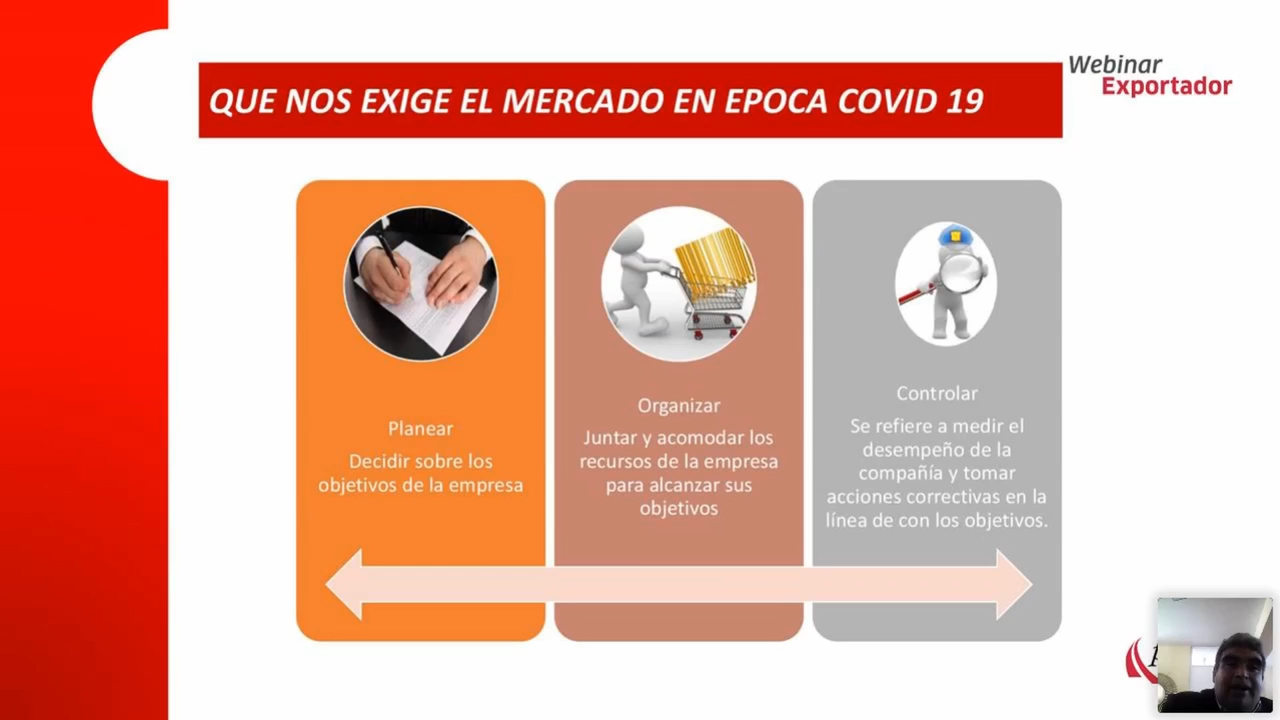 QUE NOS EXIGE EL MERCADO EN EPOCA COVID 19
Webinar
Exportador
Planear
Decidir sobre los
objetivos de la empresa
Organizar
Juntar y acomodar los
recursos de la empresa
para alcanzar sus
objetivos
Controlar
Se refiere a medir el
desempeño de la
compañía y tomar
acciones correctivas en la
línea de con los objetivos.